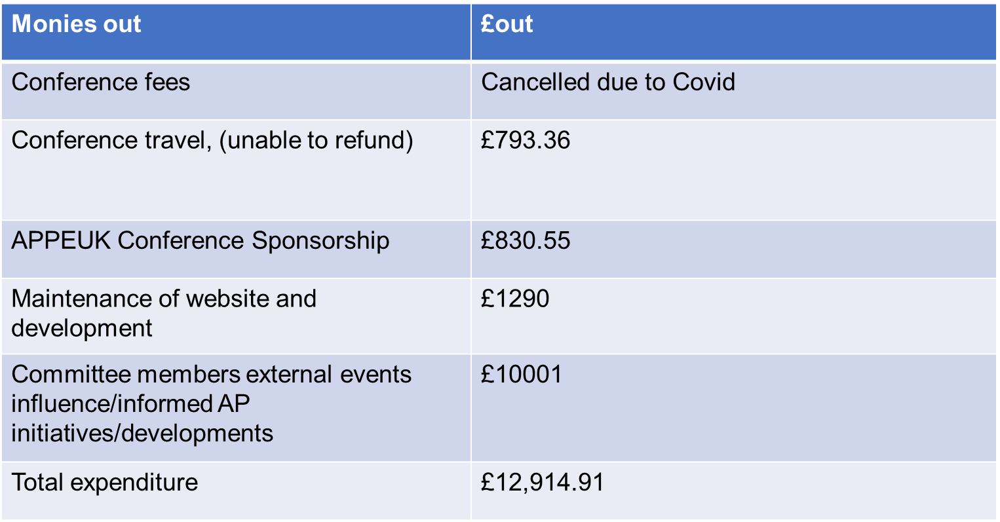 Monies out
£out
Conference fees
Cancelled due to Covid
Conference travel, (unable to refund)
£793.36
APPEUK Conference Sponsorship
£830.55
Maintenance of website and
development
£1290
Committee members external events
influence/informed AP
initiatives/developments
£10001
Total expenditure
£12,914.91